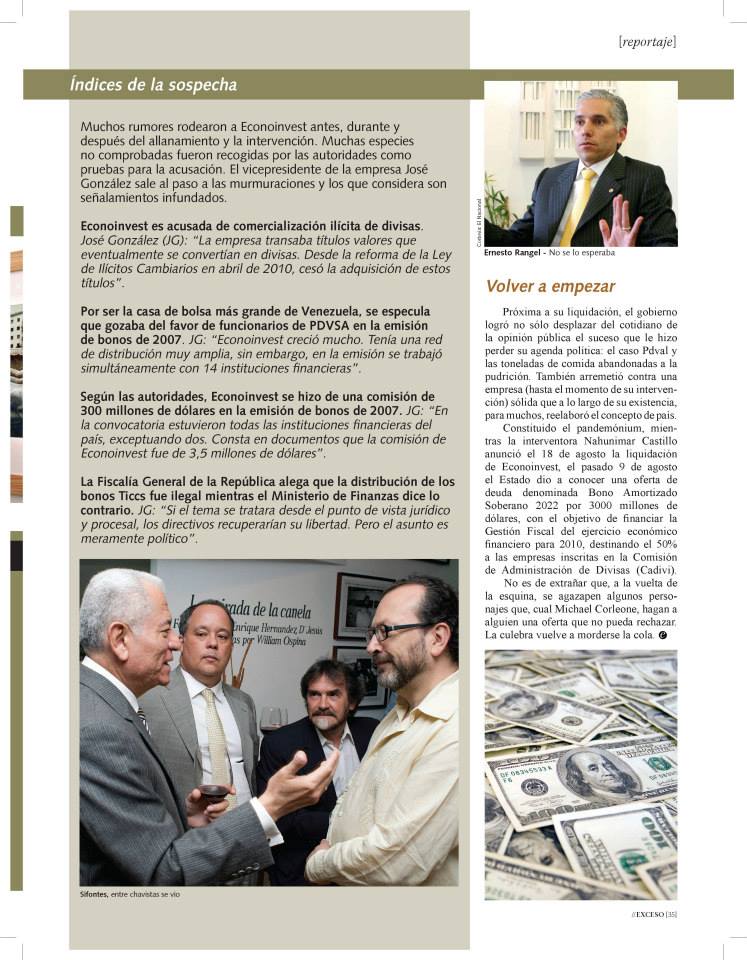 [reportaje]
Índices de la sospecha
Muchos rumores rodearon a Econoinvest antes, durante y
después del allanamiento y la intervención. Muchas especies
no comprobadas fueron recogidas por las autoridades como
pruebas para la acusación. El vicepresidente de la empresa José
González sale al paso a las murmuraciones y los que considera son
señalamientos infundados.
Econoinvest es acusada de comercialización ilícita de divisas.
José González (JG): “La empresa transaba títulos valores que
eventualmente se convertían en divisas. Desde la reforma de la Ley
de Ilícitos Cambiarios en abril de 2010, cesó la adquisición de estos
títulos”.
Por ser la casa de bolsa más grande de Venezuela, se especula
que gozaba del favor de funcionarios de PDVSA en la emisión
de bonos de 2007. JG: “Econoinvest creció mucho. Tenía una red
de distribución muy amplia, sin embargo, en la emisión se trabajó
simultáneamente con 14 instituciones financieras”.
Según las autoridades, Econoinvest se hizo de una comisión de
300 millones de dólares en la emisión de bonos de 2007. JG: “En
la convocatoria estuvieron todas las instituciones financieras del
país, exceptuando dos. Consta en documentos que la comisión de
Econoinvest fue de 3,5 millones de dólares”.
La Fiscalía General de la República alega que la distribución de los
bonos Ticcs fue ilegal mientras el Ministerio de Finanzas dice lo
contrario. JG: “Si el tema se tratara desde el punto de vista jurídico
y procesal, los directivos recuperarían su libertad. Pero el asunto es
meramente político”.
irada de la canela
Enrique Hernandez, D´Jesus
as por William Ospina
Sifontes, entre chavistas se vio
Cortesía: El Nacional
Ernesto Rangel - No se lo esperaba
Volver a empezar
Próxima a su liquidación, el gobierno
logró no sólo desplazar del cotidiano de
la opinión pública el suceso que le hizo
perder su agenda política: el caso Pdval y
las toneladas de comida abandonadas a la
pudrición. También arremetió contra una
empresa (hasta el momento de su interven-
ción) sólida que a lo largo de su existencia,
para muchos, reelaboró el concepto de país.
Constituido el pandemónium, mien-
tras la interventora Nahunimar Castillo
anunció el 18 de agosto la liquidación
de Econoinvest, el pasado 9 de agosto
el Estado dio a conocer una oferta de
deuda denominada Bono Amortizado
Soberano 2022 por 3000 millones de
dólares, con el objetivo de financiar la
Gestión Fiscal del ejercicio económico
financiero para 2010, destinando el 50%
a las empresas inscritas en la Comisión
de Administración de Divisas (Cadivi).
No es de extrañar que, a la vuelta de
la esquina, se agazapen algunos perso-
najes que, cual Michael Corleone, hagan a
alguien una oferta que no pueda rechazar.
La culebra vuelve a morderse la cola.
DF 08345533
F6
100
//EXCESO [35]